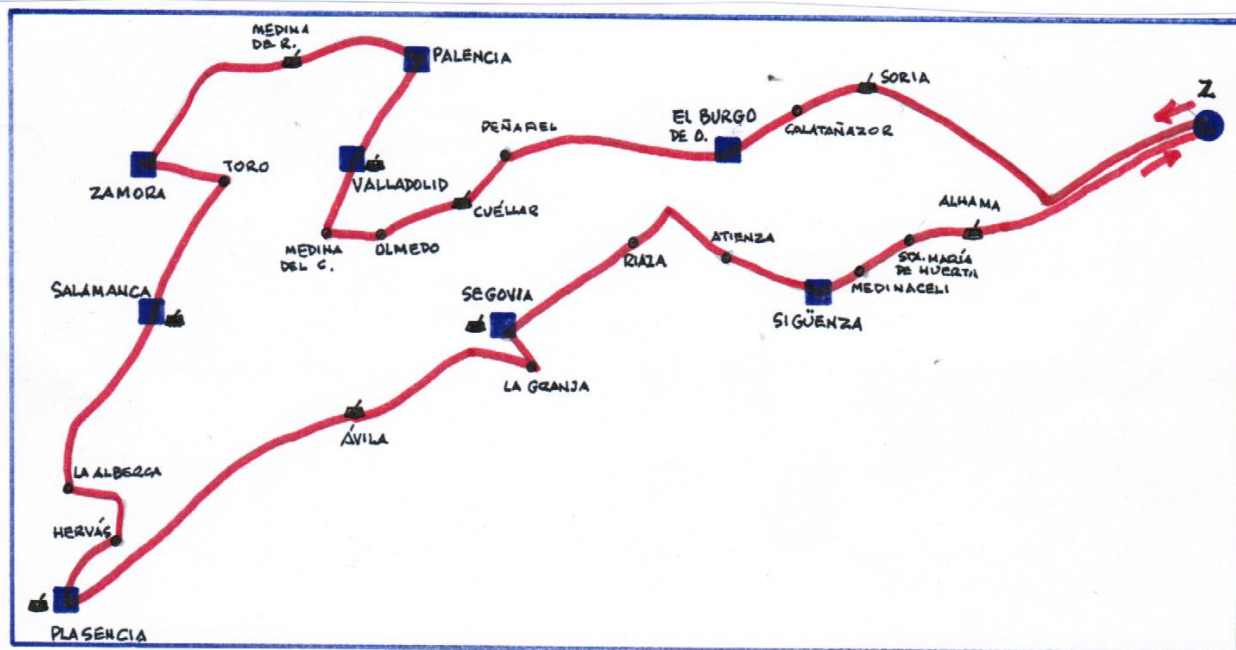 MEDINA
DE R.
PALENCIA
SORIA
Z
EL BURGO
DE O.
CALATAÑAZOR
PEÑAFIEL
ZAMORA
TORO
VALLADOLID
CUÉLLAR
MEDINA
DEL C.
OLMEDO
ALHAMA
STA. MARÍA
DE HUERTA
ATIENZA
RIAZA
MEDINACELI
SIGÜENZA
SALAMANCA
SEGOVIA
LA GRANJA
ÁVILA
LA ALBERCA
HERVÁS
PLASENCIA